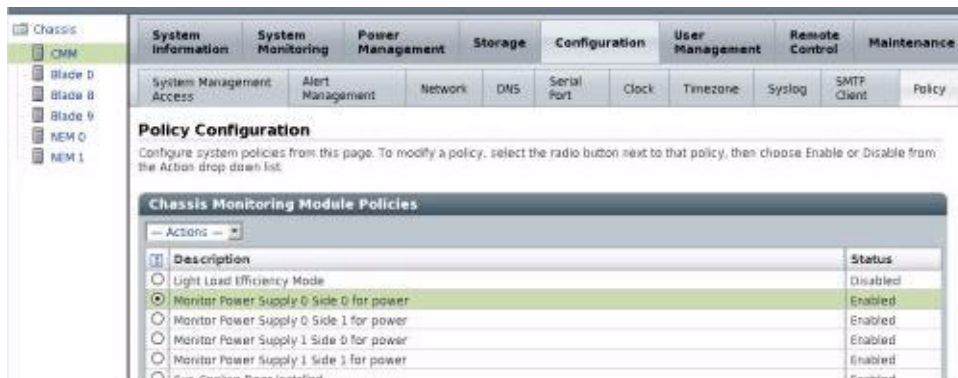 Chassis
CMM
Blade 0
Blade 8
Blade 9
NEM 0
NEM 1
System Information
System Monitoring
Power Management
Storage
Configuration
User Management
Remote Control
Maintenance
System Management Access
Alert Management
Network
DNS
Serial Port
Clock
Timezone
Syslog
SMTP Client
Policy
Policy Configuration
Configure system policies from this page. To modify a policy, select the radio button next to that policy, then choose Enable or Disable from
the Action drop down list.
Chassis Monitoring Module Policies
— Actions —
Description Status
Light Load Efficiency Mode Disabled
Monitor Power Supply 0 Side 0 for power Enabled
Monitor Power Supply 0 Side 1 for power Enabled
Monitor Power Supply 1 Side 0 for power Enabled
Monitor Power Supply 1 Side 1 for power Enabled